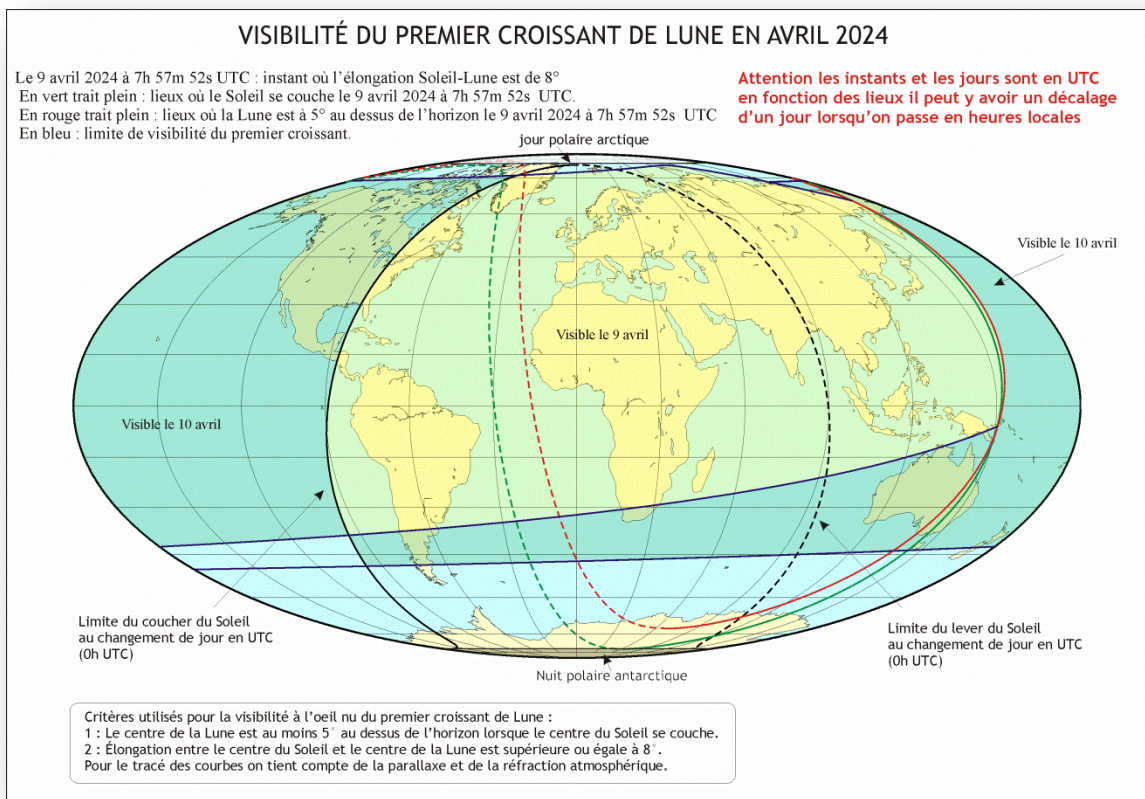 VISIBILITÉ DU PREMIER CROISSANT DE LUNE EN AVRIL 2024
Le 9 avril 2024 à 7h 57m 52s UTC : instant où l'élongation Soleil-Lune est de 8°
En vert trait plein : lieux où le Soleil se couche le 9 avril 2024 à 7h 57m 52s UTC.
En rouge trait plein : lieux où la Lune est à 5° au dessus de l'horizon le 9 avril 2024 à 7h 57m 52s UTC
En bleu : limite de visibilité du premier croissant.
Attention les instants et les jours sont en UTC
en fonction des lieux il peut y avoir un décalage
d'un jour lorsqu'on passe en heures locales
jour polaire arctique
Visible le 10 avril
Visible le 9 avril
Visible le 10 avril
Limite du coucher du Soleil
au changement de jour en UTC
(0h UTC)
Limite du lever du Soleil
au changement de jour en UTC
(0h UTC)
Nuit polaire antarctique
Critères utilisés pour la visibilité à l'oeil nu du premier croissant de Lune :
1 : Le centre de la Lune est au moins 5° au dessus de l'horizon lorsque le centre du Soleil se couche.
2 : Élongation entre le centre du Soleil et le centre de la Lune est supérieure ou égale à 8°.
Pour le tracé des courbes on tient compte de la parallaxe et de la réfraction atmosphérique.